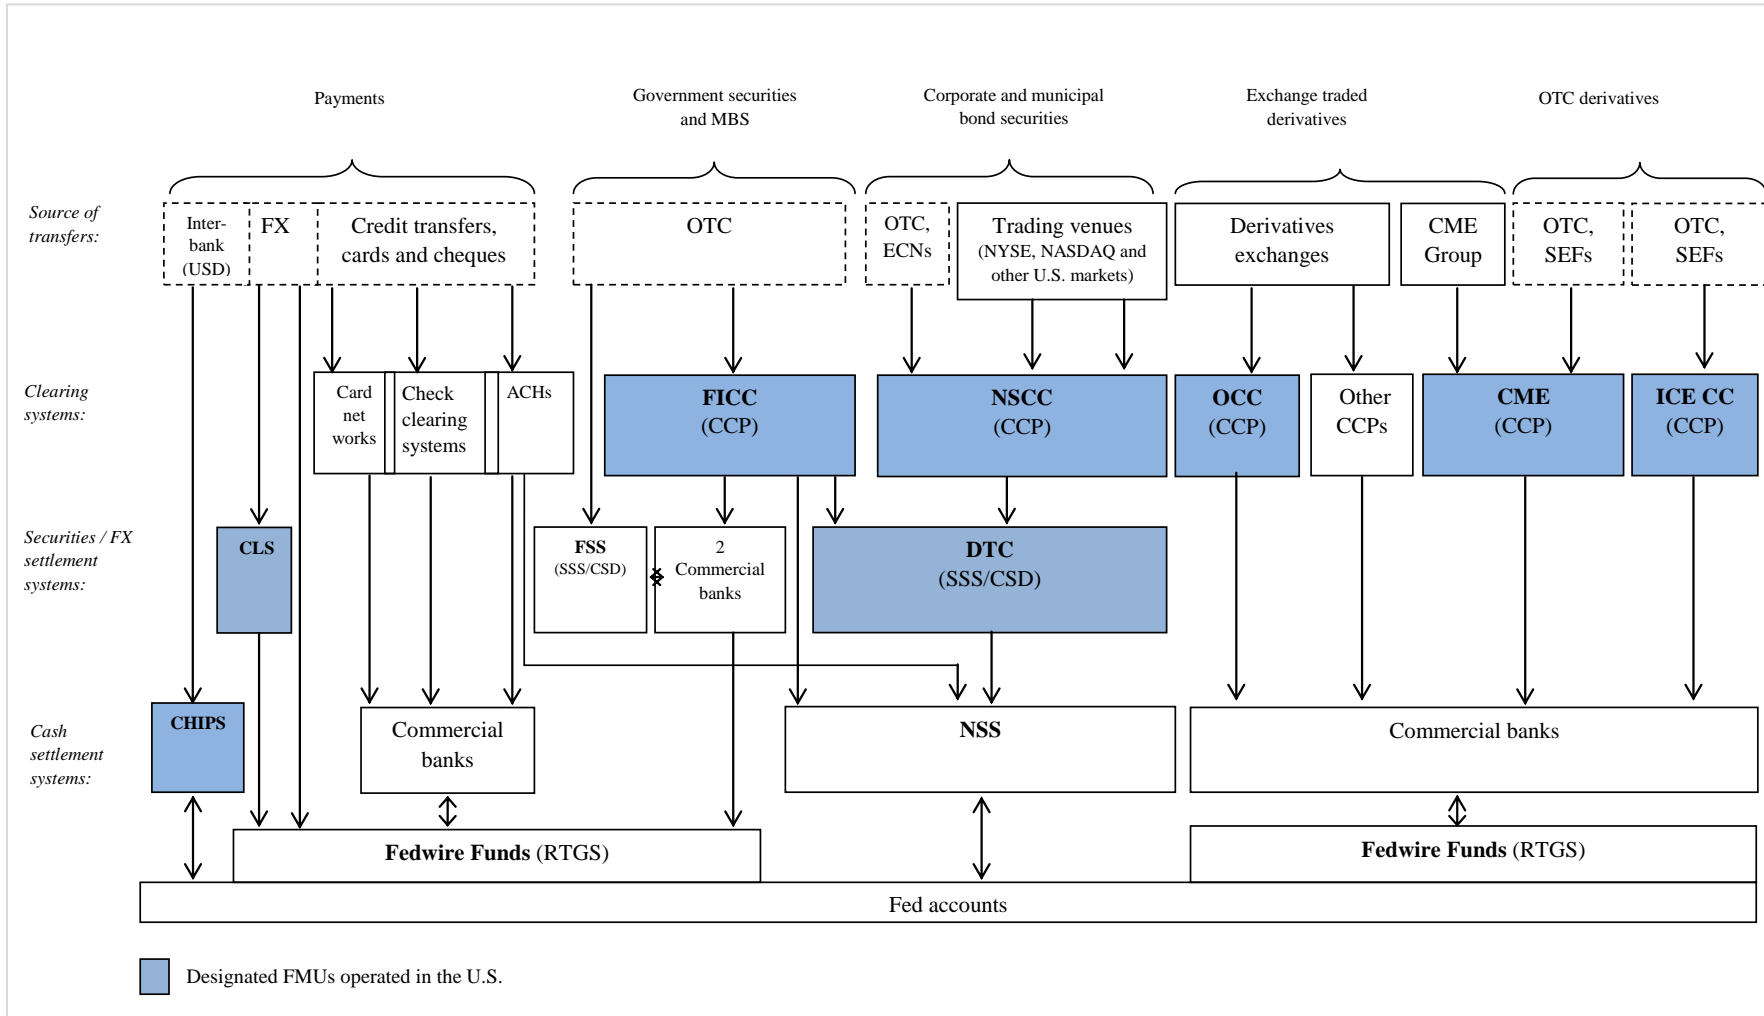 Payments
Government securities
and MBS
Corporate and municipal
bond securities
Exchange traded
derivatives
OTC derivatives
Source of
transfers:
Inter-
bank
(USD)
FX
Credit transfers,
cards and cheques
OTC
OTC,
ECNs
Trading venues
(NYSE, NASDAQ and
other U.S. markets)
Derivatives
exchanges
CME
Group
OTC,
SEFs
OTC,
SEFs
Clearing
systems:
Card
net
works
Check
clearing
systems
ACHs
FICC
(CCP)
NSCC
(CCP)
OCC
(CCP)
Other
CCPs
CME
(CCP)
ICE CC
(CCP)
Securities / FX
settlement
systems:
CLS
FSS
(SSS/CSD)
2
Commercial
banks
DTC
(SSS/CSD)
Cash
settlement
systems:
CHIPS
Commercial
banks
NSS
Commercial banks
Fedwire Funds (RTGS)
Fedwire Funds (RTGS)
Fed accounts
Designated FMUs operated in the U.S.